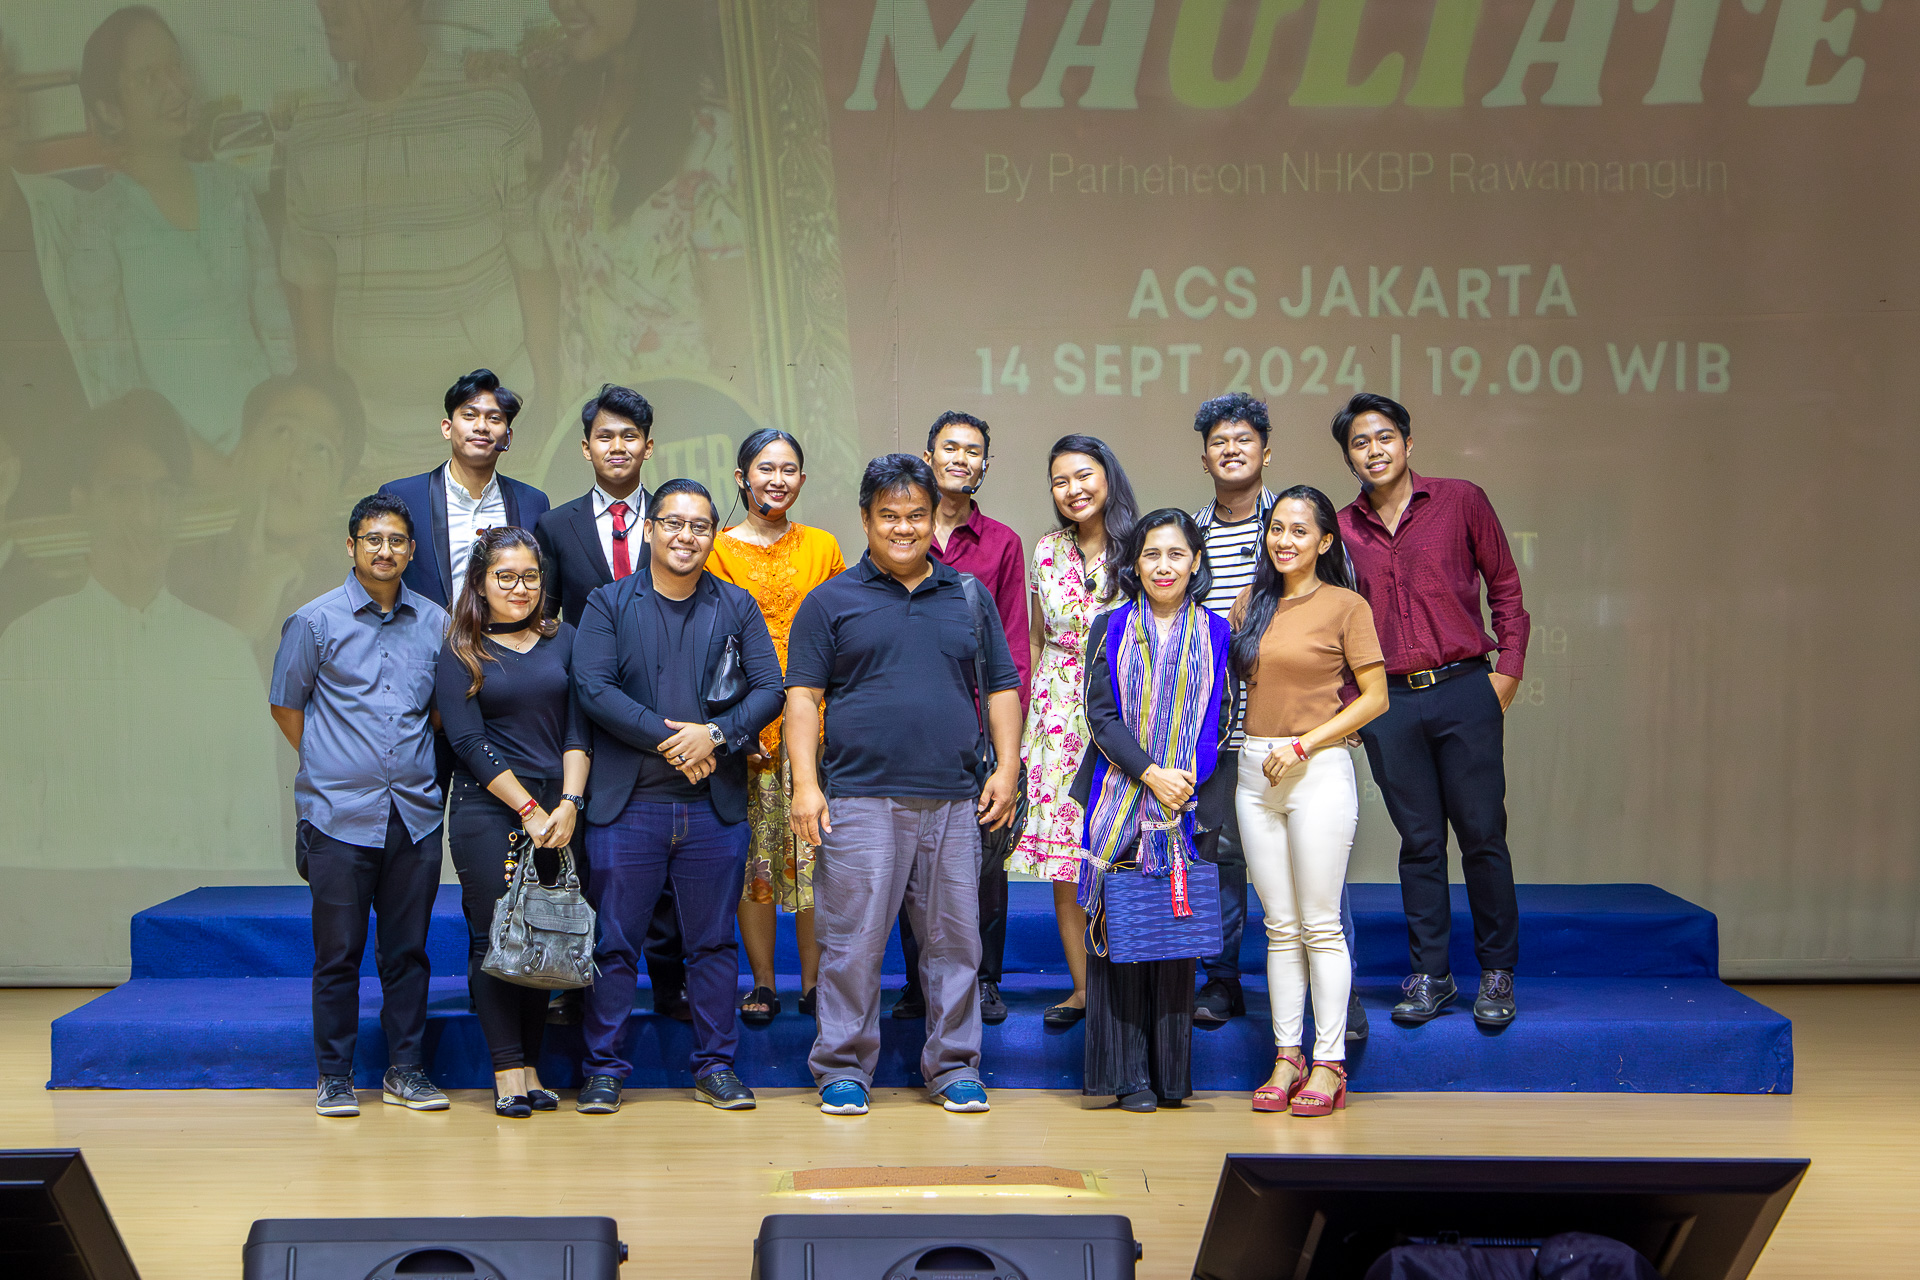 MAULIATE
By Parheheon NHKBP Rawamangun
ACS JAKARTA
14 SEPT 2024 | 19.00 WIB